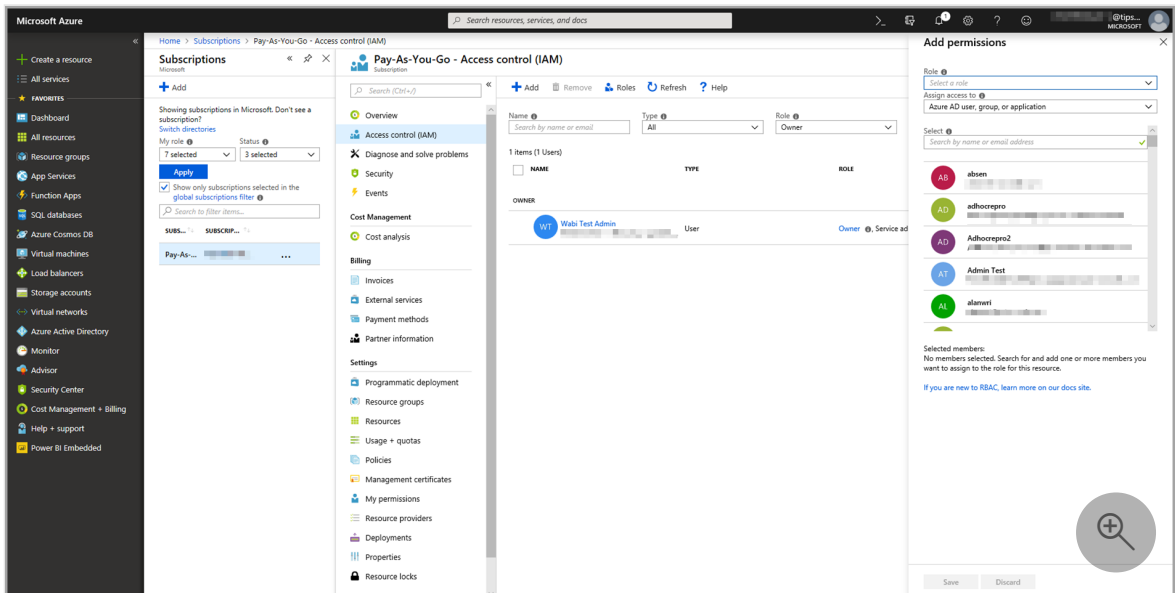 Microsoft Azure
Search resources, services, and docs
1
@tips...
MICROSOFT
Create a resource
All services
FAVORITES
Dashboard
All resources
Resource groups
App Services
Function Apps
SQL databases
Azure Cosmos DB
Virtual machines
Load balancers
Storage accounts
Virtual networks
Azure Active Directory
Monitor
Advisor
Security Center
Cost Management + Billing
Help + support
Power BI Embedded
Home > Subscriptions > Pay-As-You-Go - Access control (IAM)
Subscriptions
Microsoft
Add
Showing subscriptions in Microsoft. Don't see a
subscription?
Switch directories
My role Status
7 selected 3 selected
Apply
Show only subscriptions selected in the
global subscriptions filter
Search to filter items...
SUBS... SUBSCRIP...
Pay-As-... ...
Pay-As-You-Go - Access control (IAM)
Subscription
Search (Ctrl+/)
Overview
Access control (IAM)
Diagnose and solve problems
Security
Events
Cost Management
Cost analysis
Billing
Invoices
External services
Payment methods
Partner information
Settings
Programmatic deployment
Resource groups
Resources
Usage + quotas
Policies
Management certificates
My permissions
Resource providers
Deployments
Properties
Resource locks
Add Remove Roles Refresh ? Help
Name Type Role
Search by name or email All Owner
1 items (1 Users)
NAME TYPE ROLE
OWNER
WT Wabi Test Admin User Owner , Service ad
Add permissions
Role
Select a role
Assign access to
Azure AD user, group, or application
Select
Search by name or email address
AB absen
AD adhocrepro
AD Adhocrepro2
AT Admin Test
AL alanwri
Selected members:
No members selected. Search for and add one or more members you
want to assign to the role for this resource.
If you are new to RBAC, learn more on our docs site.
Save Discard